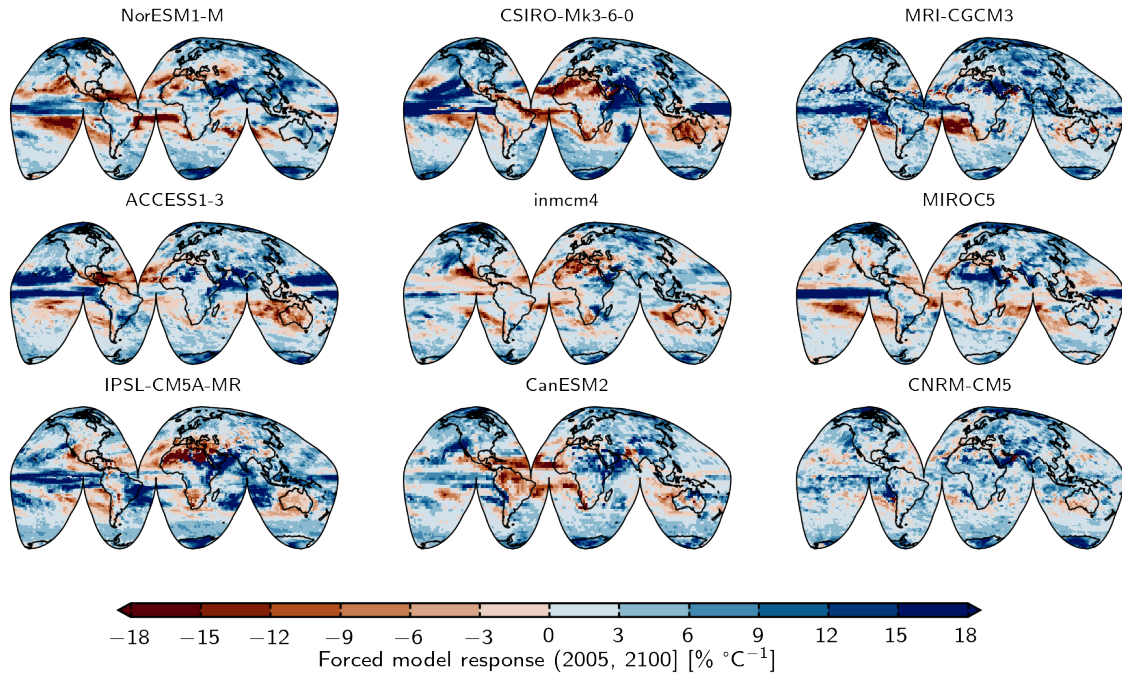 NorESM1-M CSIRO-Mk3-6-0 MRI-CGCM3
ACCESS1-3 inmcm4 MIROC5
IPSL-CM5A-MR CanESM2 CNRM-CM5
−18 −15 −12 −9 −6 −3 0 3 6 9 12 15 18
Forced model response (2005, 2100) [% °C⁻¹]